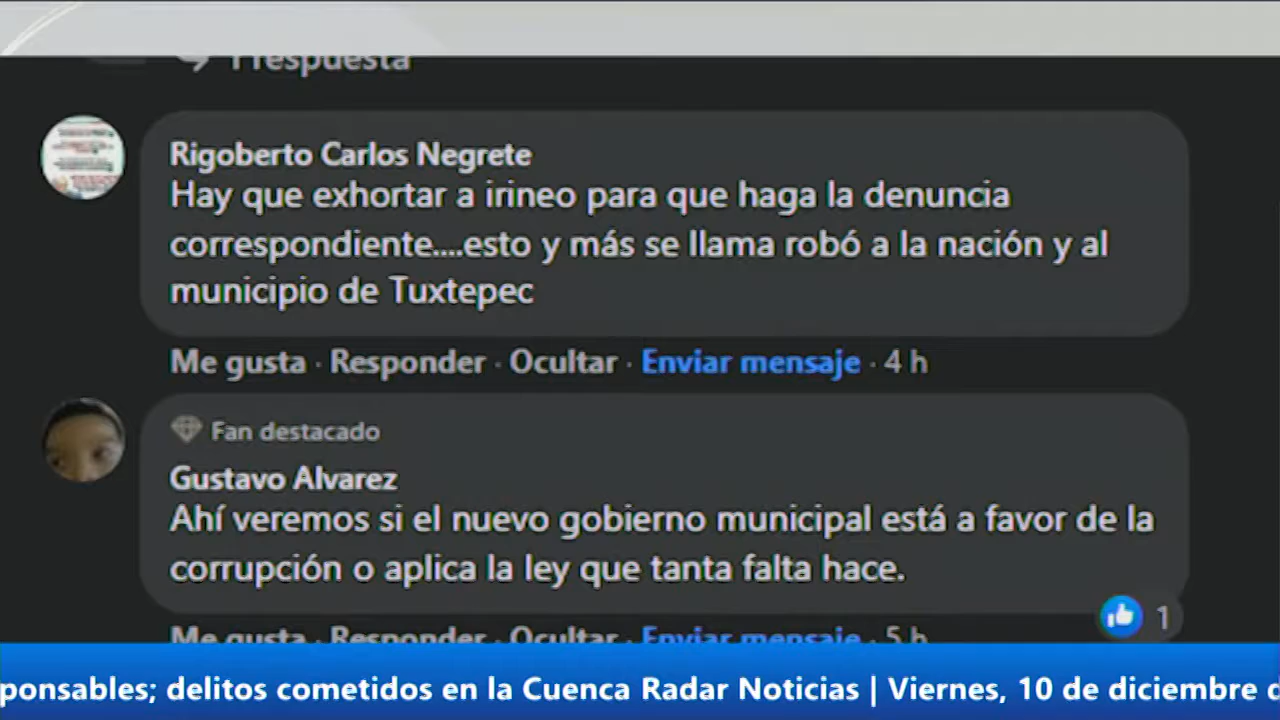 1 respuesta
Rigoberto Carlos Negrete
Hay que exhortar a irineo para que haga la denuncia
correspondiente....esto y más se llama robó a la nación y al
municipio de Tuxtepec
Me gusta · Responder · Ocultar · Enviar mensaje · 4 h
Fan destacado
Gustavo Alvarez
Ahí veremos si el nuevo gobierno municipal está a favor de la
corrupción o aplica la ley que tanta falta hace.
1
Me gusta · Responder · Ocultar · Enviar mensaje · 5 h
ponsables; delitos cometidos en la Cuenca Radar Noticias | Viernes, 10 de diciembre d